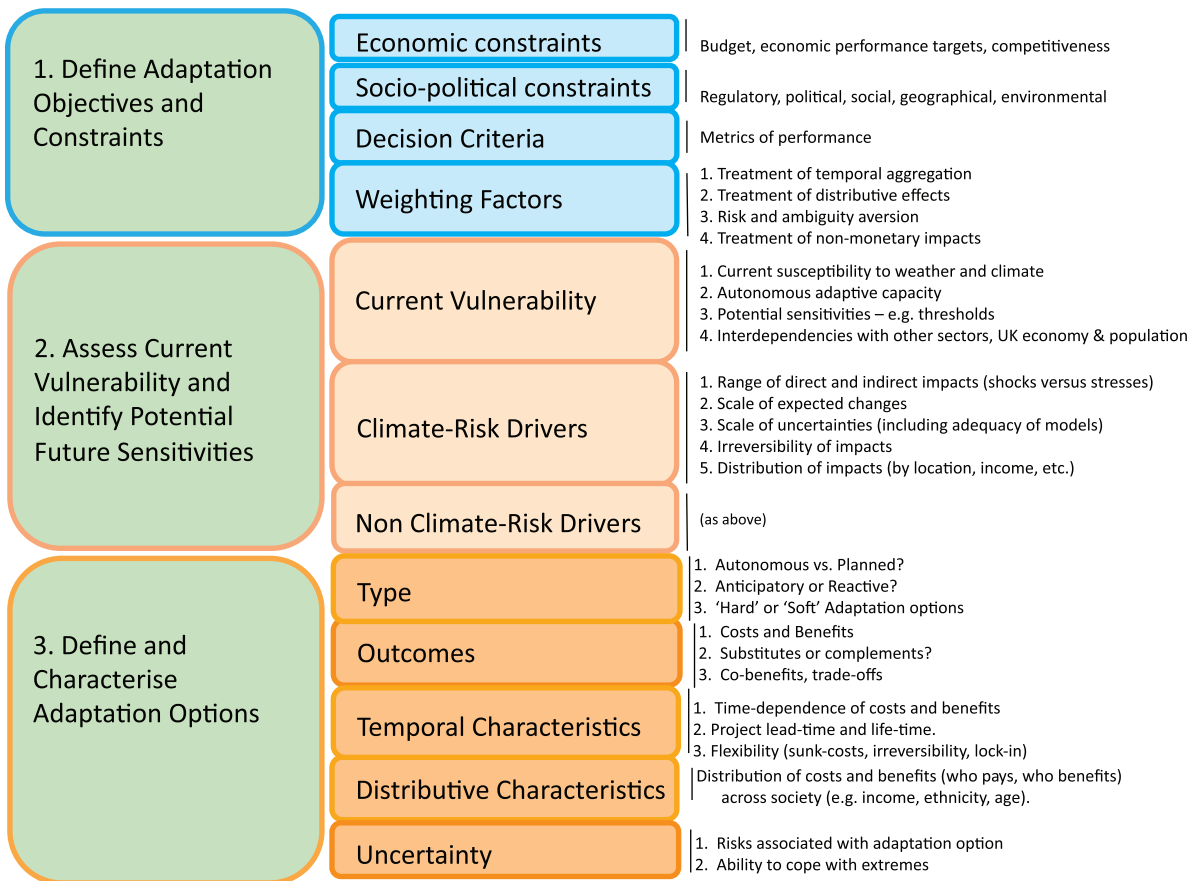 1. Define Adaptation
Objectives and
Constraints
Economic constraints
Budget, economic performance targets, competitiveness
Socio-political constraints
Regulatory, political, social, geographical, environmental
Decision Criteria
Metrics of performance
Weighting Factors
1. Treatment of temporal aggregation
2. Treatment of distributive effects
3. Risk and ambiguity aversion
4. Treatment of non-monetary impacts
2. Assess Current
Vulnerability and
Identify Potential
Future Sensitivities
Current Vulnerability
1. Current susceptibility to weather and climate
2. Autonomous adaptive capacity
3. Potential sensitivities – e.g. thresholds
4. Interdependencies with other sectors, UK economy & population
Climate-Risk Drivers
1. Range of direct and indirect impacts (shocks versus stresses)
2. Scale of expected changes
3. Scale of uncertainties (including adequacy of models)
4. Irreversibility of impacts
5. Distribution of impacts (by location, income, etc.)
Non Climate-Risk Drivers
(as above)
3. Define and
Characterise
Adaptation Options
Type
1. Autonomous vs. Planned?
2. Anticipatory or Reactive?
3. ‘Hard’ or ‘Soft’ Adaptation options
Outcomes
1. Costs and Benefits
2. Substitutes or complements?
3. Co-benefits, trade-offs
Temporal Characteristics
1. Time-dependence of costs and benefits
2. Project lead-time and life-time.
3. Flexibility (sunk-costs, irreversibility, lock-in)
Distributive Characteristics
Distribution of costs and benefits (who pays, who benefits)
across society (e.g. income, ethnicity, age).
Uncertainty
1. Risks associated with adaptation option
2. Ability to cope with extremes